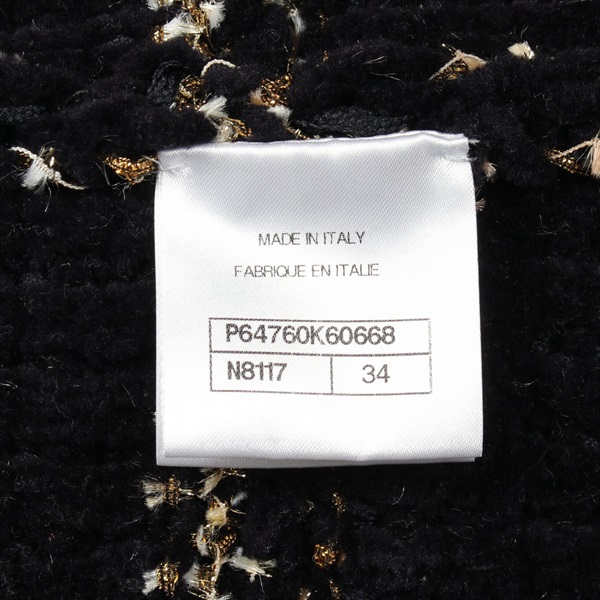 MADE IN ITALY
FABRIQUE EN ITALIE
P64760K60668
N8117 34